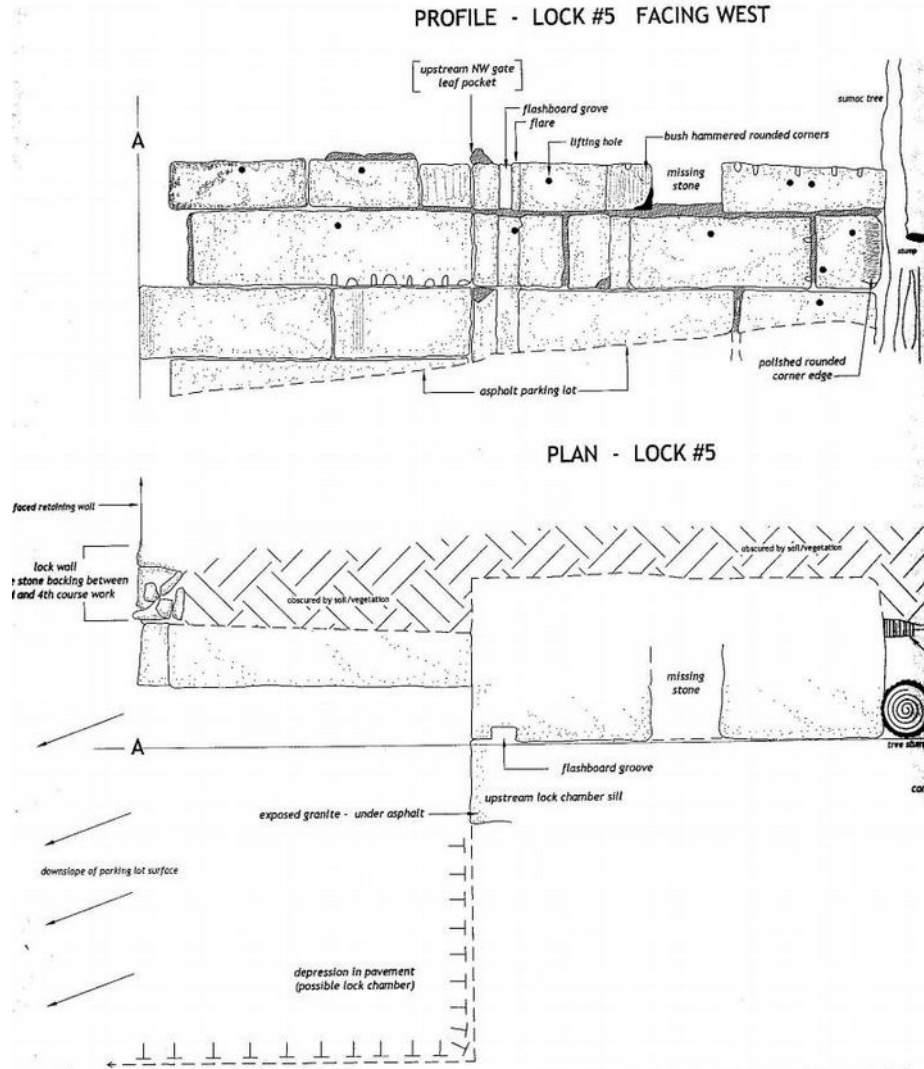 PROFILE - LOCK #5 FACING WEST
upstream NW gate
leaf pocket
flashboard grove
flare
lifting hole
bush hammered rounded corners
missing
stone
sumac tree
A
stump
polished rounded
corner edge
asphalt parking lot
PLAN - LOCK #5
faced retaining wall
lock wall
stone backing between
and 4th course work
obscured by soil/vegetation
obscured by soil/vegetation
missing
stone
A
tree
flashboard groove
upstream lock chamber sill
exposed granite - under asphalt
downslope of parking lot surface
depression in pavement
(possible lock chamber)